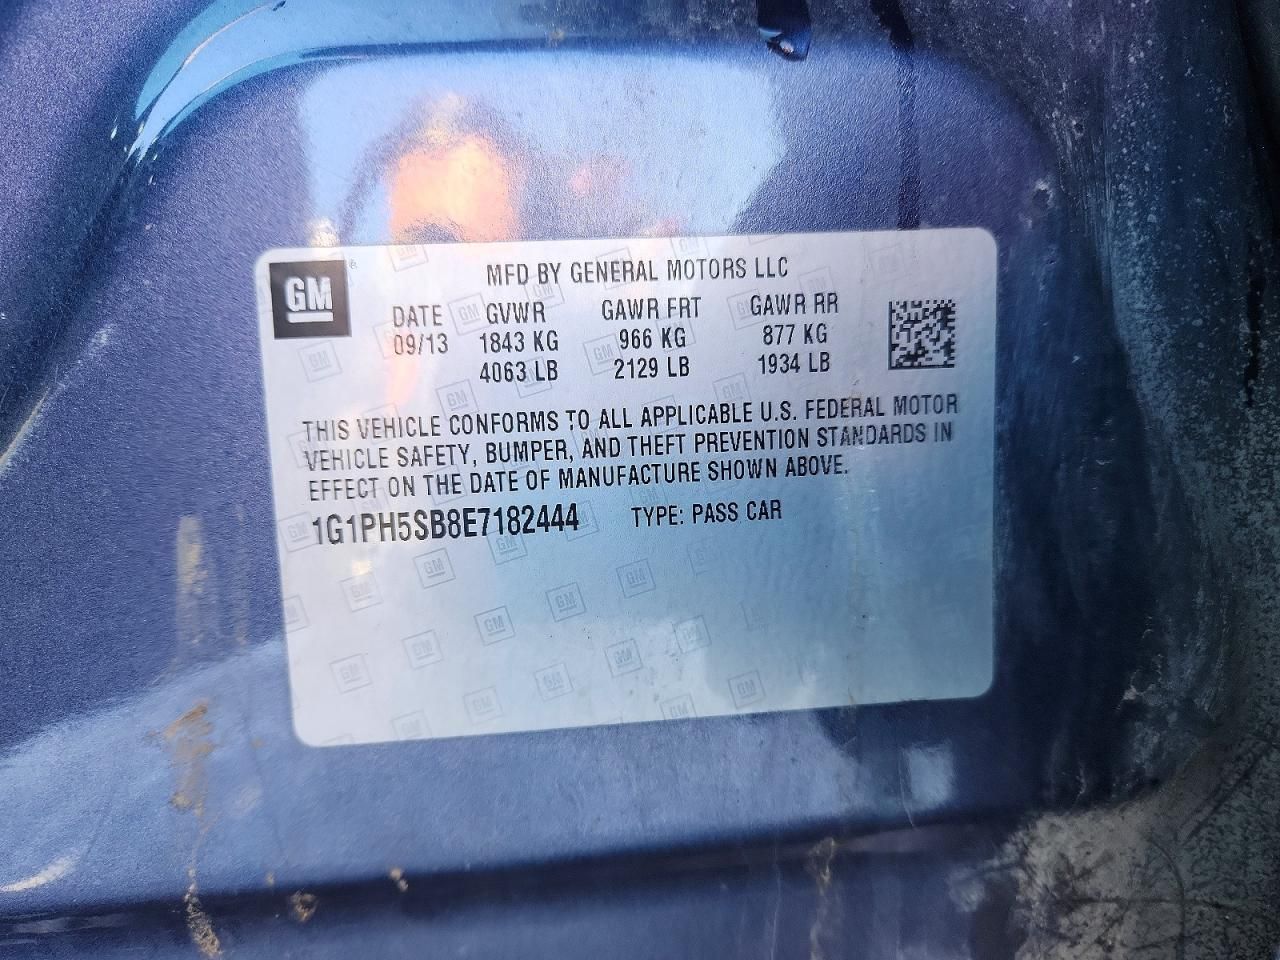 GM
MFD BY GENERAL MOTORS LLC
DATE GVWR GAWR FRT GAWR RR
09/13 1843 KG 966 KG 877 KG
4063 LB 2129 LB 1934 LB
THIS VEHICLE CONFORMS TO ALL APPLICABLE U.S. FEDERAL MOTOR
VEHICLE SAFETY, BUMPER, AND THEFT PREVENTION STANDARDS IN
EFFECT ON THE DATE OF MANUFACTURE SHOWN ABOVE.
1G1PH5SB8E7182444 TYPE: PASS CAR